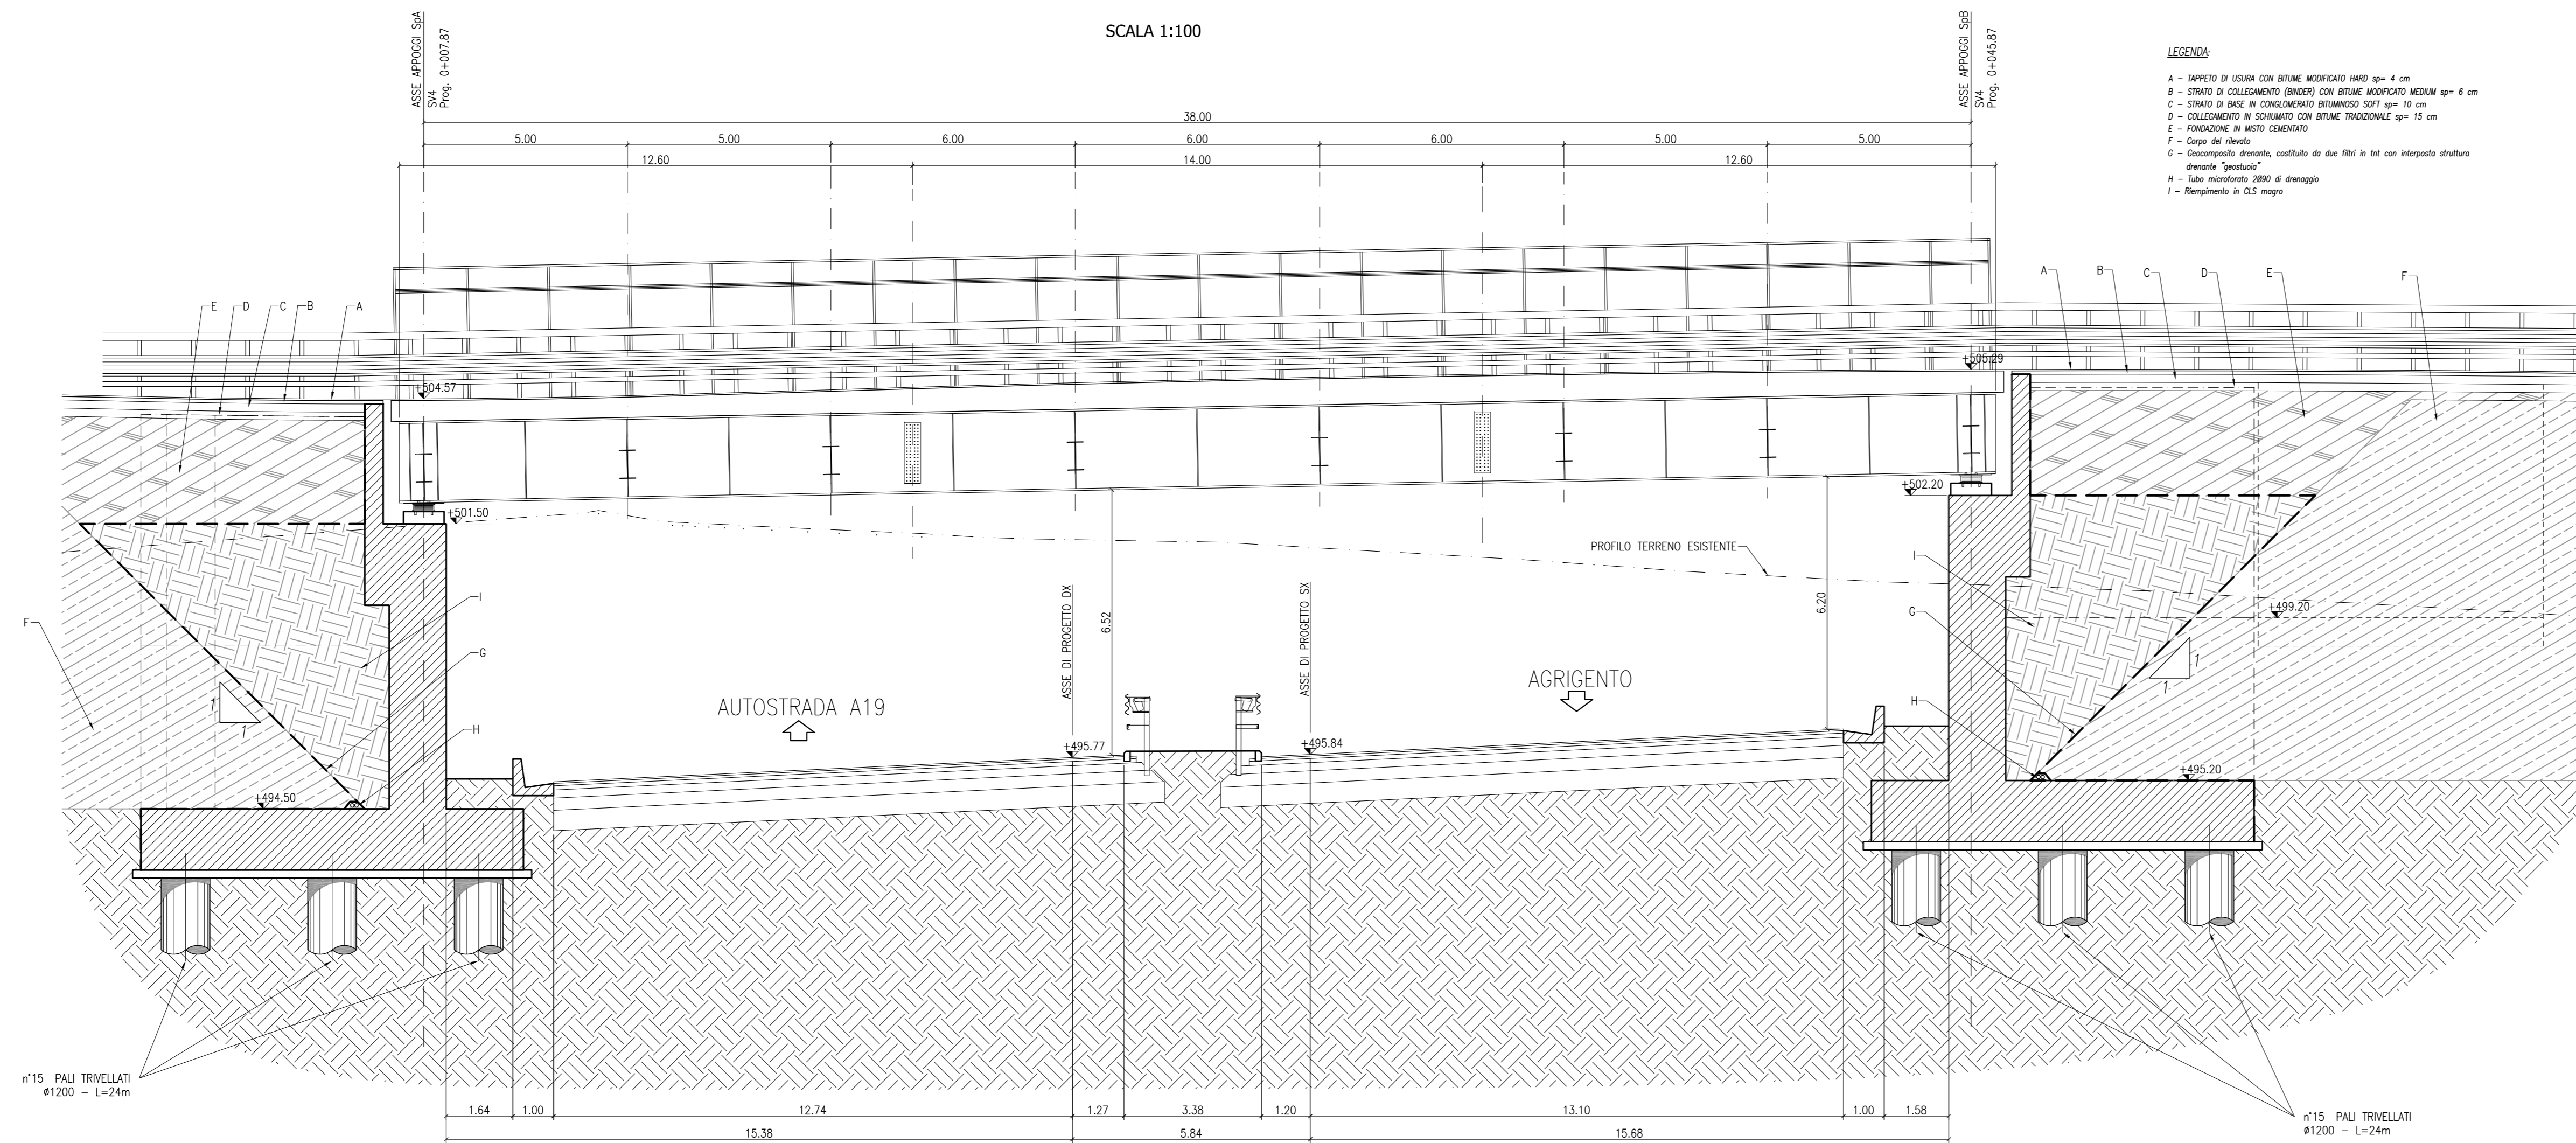 SCALA 1:100
ASSE APPOGGI SpA
SV4
Prog. 0+007.87
ASSE APPOGGI SpB
SV4
Prog. 0+045.87
LEGENDA:
A – TAPPETO DI USURA CON BITUME MODIFICATO HARD sp= 4 cm
B – STRATO DI COLLEGAMENTO (BINDER) CON BITUME MODIFICATO MEDIUM sp= 6 cm
C – STRATO DI BASE IN CONGLOMERATO BITUMINOSO SOFT sp= 10 cm
D – COLLEGAMENTO IN SCHIUMATO CON BITUME TRADIZIONALE sp= 15 cm
E – FONDAZIONE IN MISTO CEMENTATO
F – Corpo del rilevato
G – Geocomposito drenante, costituito da due filtri in tnt con interposta struttura
drenante "geostuoia"
H – Tubo microforato 2Ø90 di drenaggio
I – Riempimento in CLS magro
38.00
5.00 5.00 6.00 6.00 6.00 5.00 5.00
12.60 14.00 12.60
E D C B A
A B C D E F
+504.57
+505.29
+501.50
+502.20
PROFILO TERRENO ESISTENTE
I
I
F
G
G
H
H
1
1
1
1
6.52
6.20
+499.20
ASSE DI PROGETTO DX
ASSE DI PROGETTO SX
AUTOSTRADA A19
AGRIGENTO
+495.77
+495.84
+494.50
+495.20
n°15 PALI TRIVELLATI
ø1200 – L=24m
n°15 PALI TRIVELLATI
ø1200 – L=24m
1.64 1.00 12.74 1.27 3.38 1.20 13.10 1.00 1.58
15.38 5.84 15.68